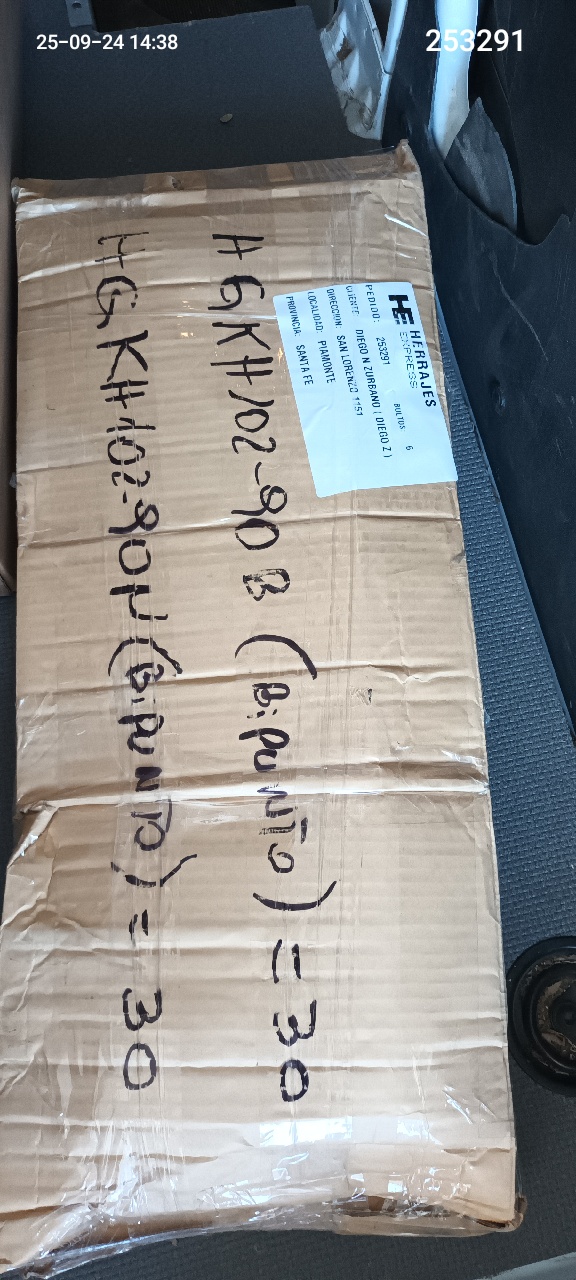 25-09-24 14:38
253291
HE HERRAJES
EXPRESS
PEDIDO: 253291 BULTOS 6
CLIENTE: DIEGO N ZURBANO ( DIEGO Z )
DIRECCION: SAN LORENZO 1151
LOCALIDAD: PIAMONTE
PROVINCIA: SANTA FE
HGKH102-90B (BiPUNTO) = 30
HGKH102-90N (BiPUNTO) = 30